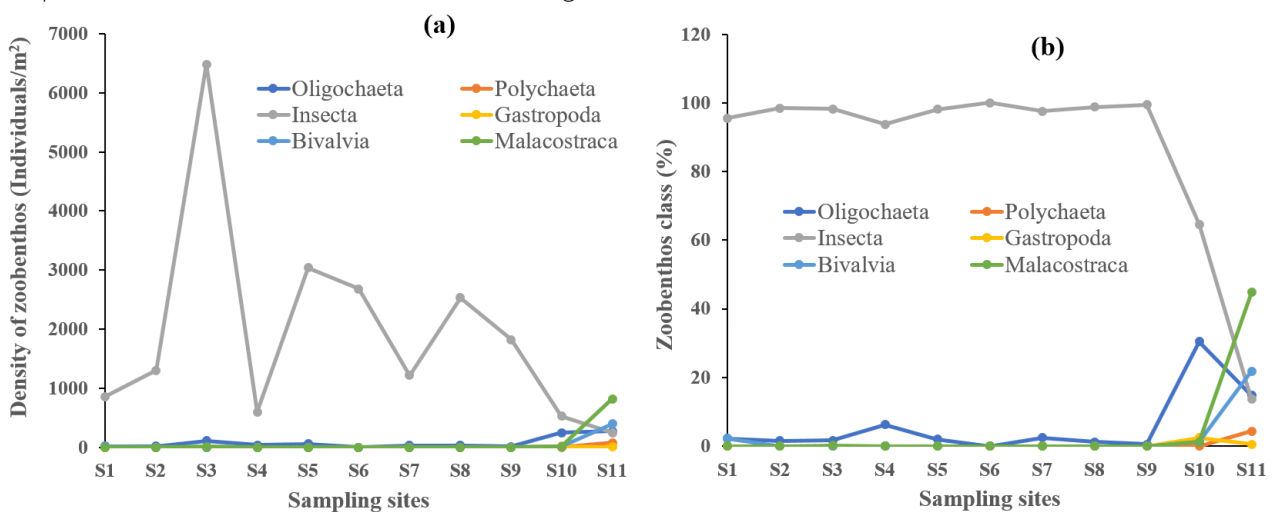 (a)
Density of zoobenthos (Individuals/m²)
7000
6000
5000
4000
3000
2000
1000
0
Oligochaeta Polychaeta
Insecta Gastropoda
Bivalvia Malacostraca
S1 S2 S3 S4 S5 S6 S7 S8 S9 S10 S11
Sampling sites
(b)
Zoobenthos class (%)
120
100
80
60
40
20
0
Oligochaeta Polychaeta
Insecta Gastropoda
Bivalvia Malacostraca
S1 S2 S3 S4 S5 S6 S7 S8 S9 S10 S11
Sampling sites